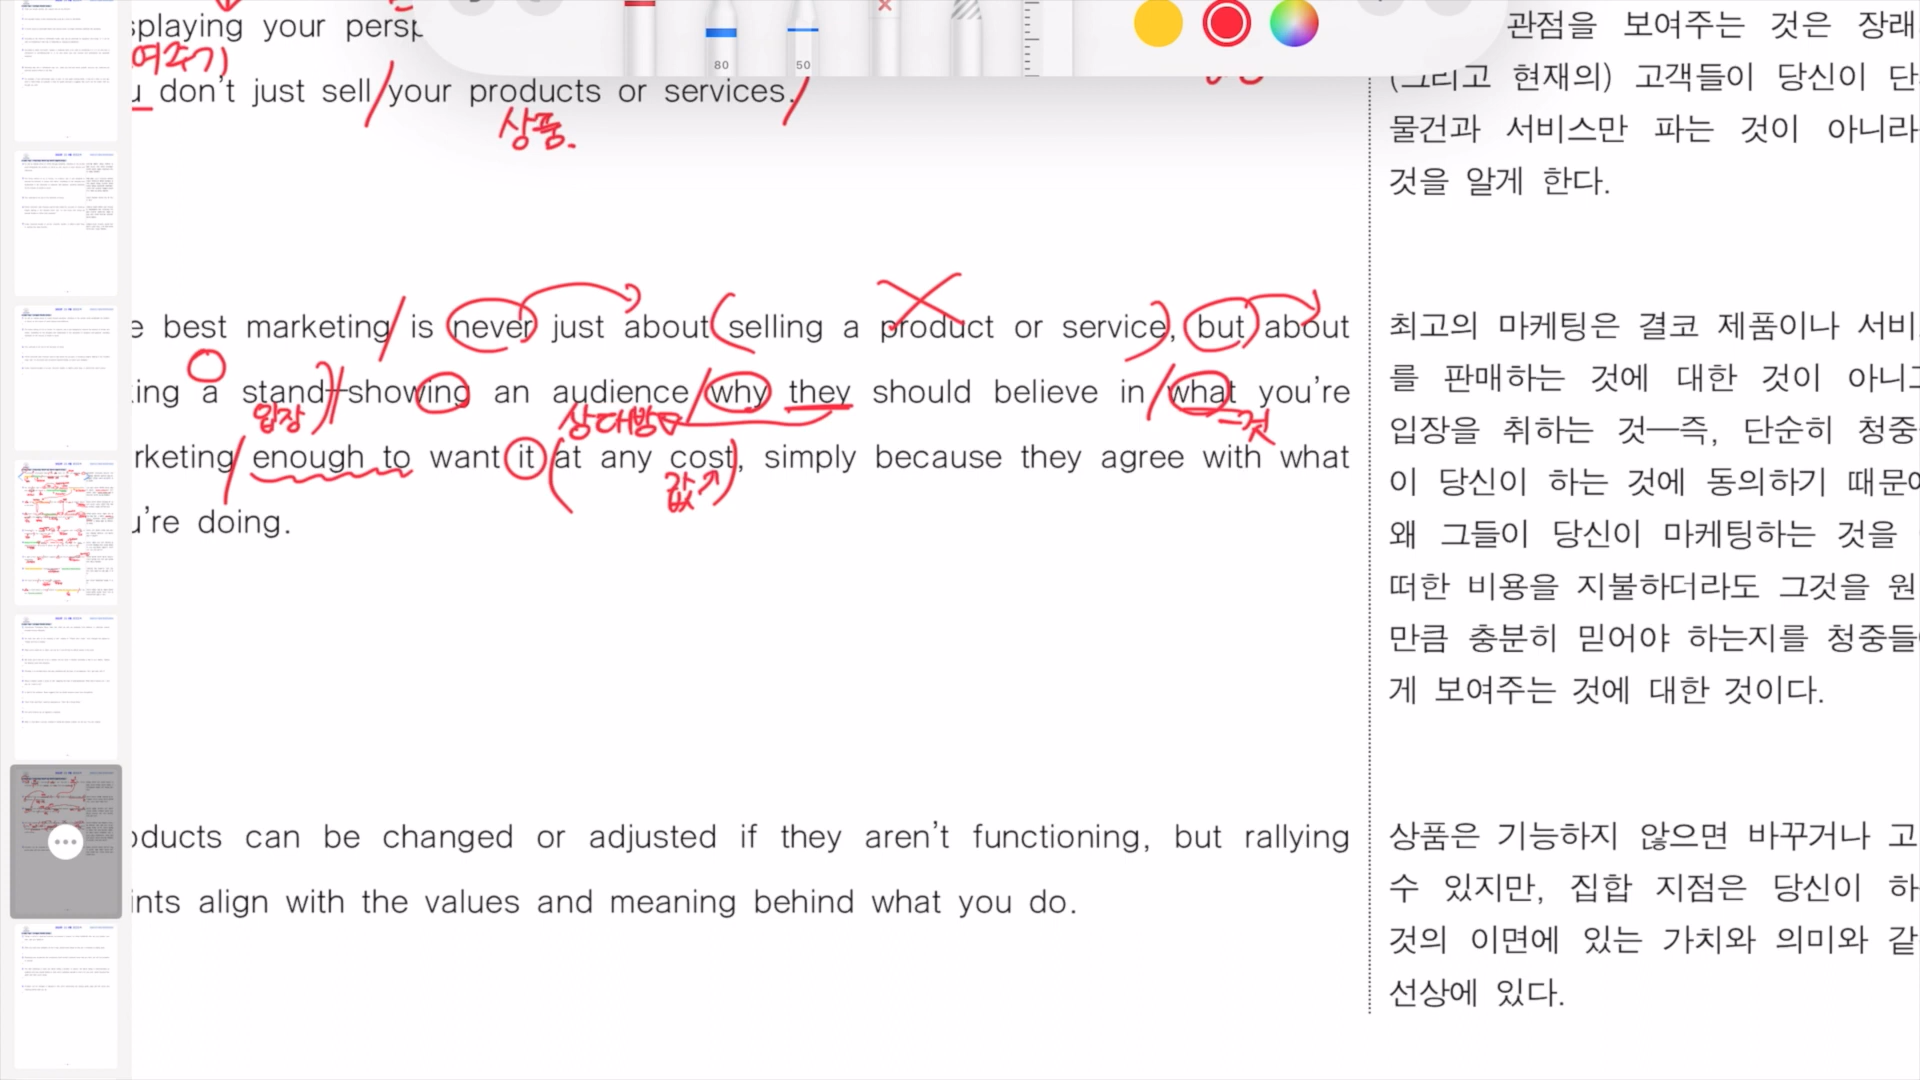 splaying your persp
여주기
don't just sell your products or services.
상품.
e best marketing is never just about selling a product or service, but about
ing a stand—showing an audience why they should believe in what you're
입장
상대방
것
rketing enough to want it at any cost, simply because they agree with what
값↗
u're doing.
oducts can be changed or adjusted if they aren't functioning, but rallying
ints align with the values and meaning behind what you do.
80
50
관점을 보여주는 것은 장래
(그리고 현재의) 고객들이 당신이 단
물건과 서비스만 파는 것이 아니라
것을 알게 한다.
최고의 마케팅은 결코 제품이나 서비
를 판매하는 것에 대한 것이 아니고
입장을 취하는 것—즉, 단순히 청중
이 당신이 하는 것에 동의하기 때문에
왜 그들이 당신이 마케팅하는 것을
떠한 비용을 지불하더라도 그것을 원
만큼 충분히 믿어야 하는지를 청중들
게 보여주는 것에 대한 것이다.
상품은 기능하지 않으면 바꾸거나 고
수 있지만, 집합 지점은 당신이 하
것의 이면에 있는 가치와 의미와 같
선상에 있다.